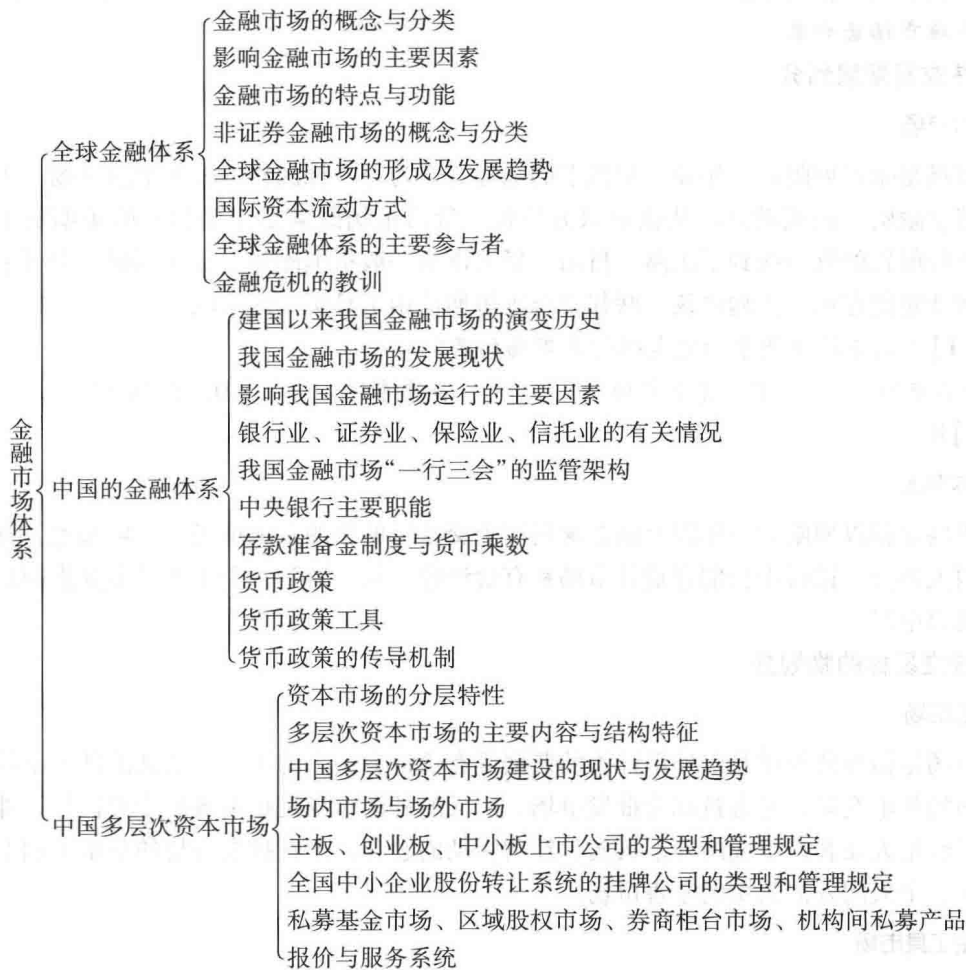 金融市场体系
全球金融体系
金融市场的概念与分类
影响金融市场的主要因素
金融市场的特点与功能
非证券金融市场的概念与分类
全球金融市场的形成及发展趋势
国际资本流动方式
全球金融体系的主要参与者
金融危机的教训
中国的金融体系
建国以来我国金融市场的演变历史
我国金融市场的发展现状
影响我国金融市场运行的主要因素
银行业、证券业、保险业、信托业的有关情况
我国金融市场“一行三会”的监管架构
中央银行主要职能
存款准备金制度与货币乘数
货币政策
货币政策工具
货币政策的传导机制
中国多层次资本市场
资本市场的分层特性
多层次资本市场的主要内容与结构特征
中国多层次资本市场建设的现状与发展趋势
场内市场与场外市场
主板、创业板、中小板上市公司的类型和管理规定
全国中小企业股份转让系统的挂牌公司的类型和管理规定
私募基金市场、区域股权市场、券商柜台市场、机构间私募产品
报价与服务系统